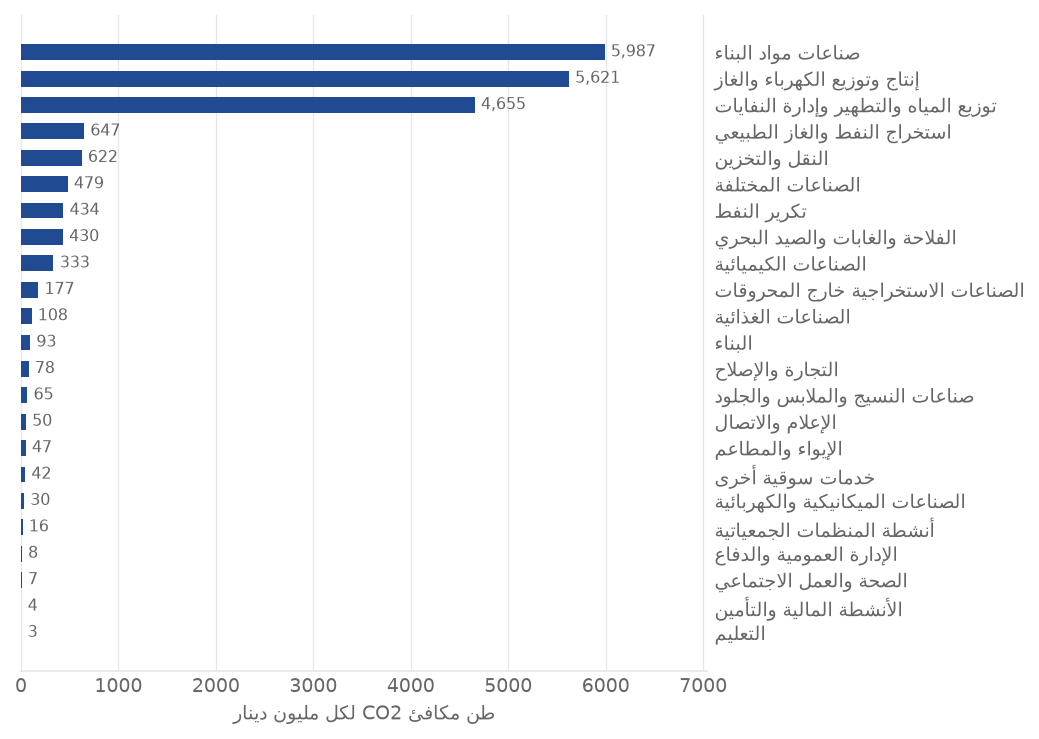 صناعات مواد البناء 5,987
إنتاج وتوزيع الكهرباء والغاز 5,621
توزيع المياه والتطهير وإدارة النفايات 4,655
استخراج النفط والغاز الطبيعي 647
النقل والتخزين 622
الصناعات المختلفة 479
تكرير النفط 434
الفلاحة والغابات والصيد البحري 430
الصناعات الكيميائية 333
الصناعات الاستخراجية خارج المحروقات 177
الصناعات الغذائية 108
البناء 93
التجارة والإصلاح 78
صناعات النسيج والملابس والجلود 65
الإعلام والاتصال 50
الإيواء والمطاعم 47
خدمات سوقية أخرى 42
الصناعات الميكانيكية والكهربائية 30
أنشطة المنظمات الجمعياتية 16
الإدارة العمومية والدفاع 8
الصحة والعمل الاجتماعي 7
الأنشطة المالية والتأمين 4
التعليم 3
0 1000 2000 3000 4000 5000 6000 7000
طن مكافئ CO2 لكل مليون دينار